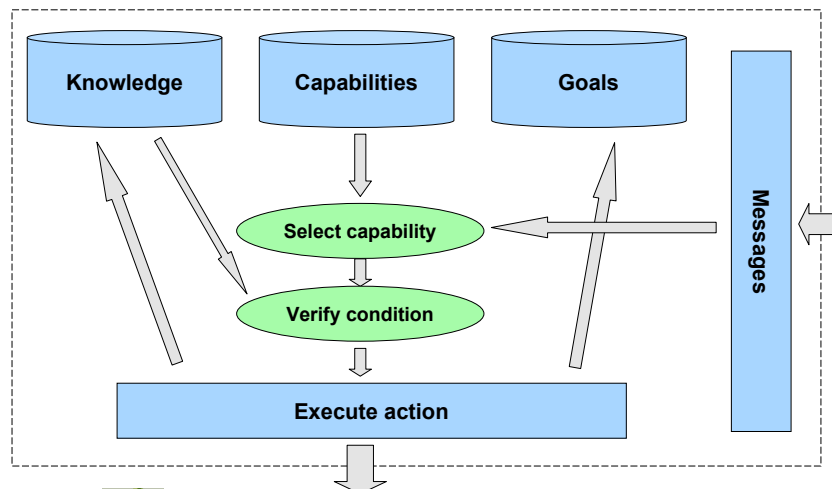 Knowledge
Capabilities
Goals
Messages
Select capability
Verify condition
Execute action